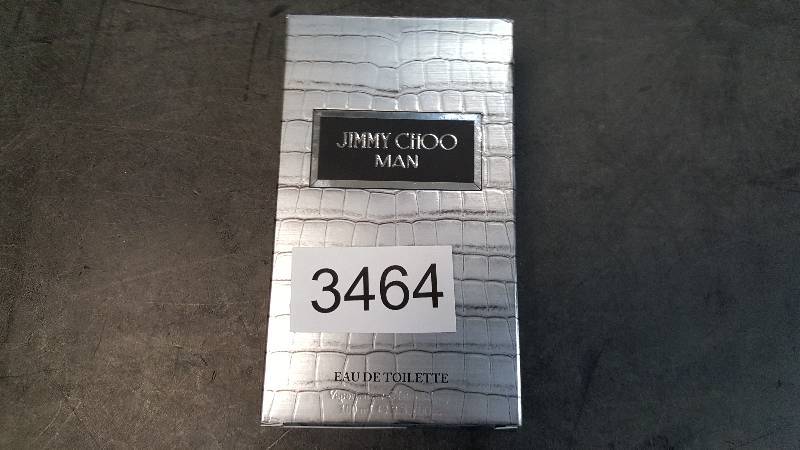 JIMMY CHOO
MAN
3464
EAU DE TOILETTE